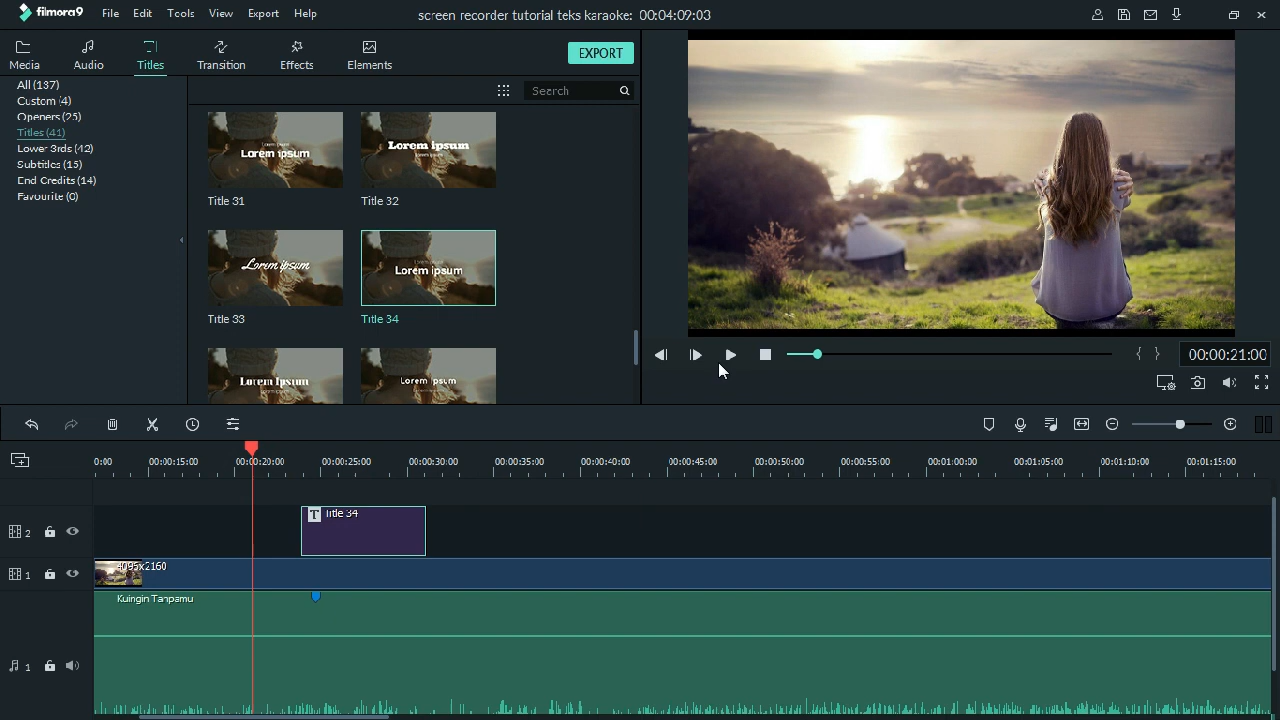 filmora9 File Edit Tools View Export Help screen recorder tutorial teks karaoke: 00:04:09:03
Media Audio Titles Transition Effects Elements EXPORT
All (137)
Custom (4)
Openers (25)
Titles (41)
Lower 3rds (42)
Subtitles (15)
End Credits (14)
Favourite (0)
Search
Lorem ipsum
Lorem ipsum
Title 31 Title 32
Lorem ipsum
Lorem ipsum
Title 33 Title 34
Lorem ipsum
Lorem ipsum
00:00:21:00
0:00 00:00:15:00 00:00:20:00 00:00:25:00 00:00:30:00 00:00:35:00 00:00:40:00 00:00:45:00 00:00:50:00 00:00:55:00 00:01:00:00 00:01:05:00 00:01:10:00 00:01:15:00
2 T Title 34
1 4096x2160
Kuingin Tanpamu
1